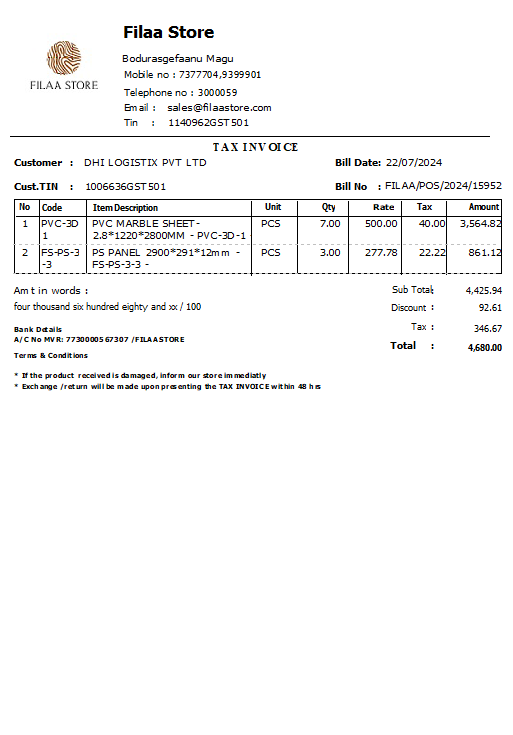 Filaa Store
FILAA STORE
Bodurasgefaanu Magu
Mobile no : 7377704,9399901
Telephone no : 3000059
Email : sales@filaastore.com
Tin : 1140962GST501
TAX INVOICE
Customer : DHI LOGISTIX PVT LTD
Bill Date: 22/07/2024
Cust.TIN : 1006636GST501
Bill No : FILAA/POS/2024/15952
No Code Item Description Unit Qty Rate Tax Amount
1 PVC-3D PVC MARBLE SHEET- PCS 7.00 500.00 40.00 3,564.82
1 2.8*1220*2800MM - PVC-3D-1
2 FS-PS-3 PS PANEL 2900*291*12mm - PCS 3.00 277.78 22.22 861.12
-3 FS-PS-3-3 -
Amt in words :
four thousand six hundred eighty and xx / 100
Sub Total: 4,425.94
Discount : 92.61
Tax : 346.67
Total : 4,680.00
Bank Details
A/C No MVR: 7730000567307 /FILAASTORE
Terms & Conditions
* If the product received is damaged, inform our store immediatly
* Exchange /return will be made upon presenting the TAX INVOICE within 48 hrs